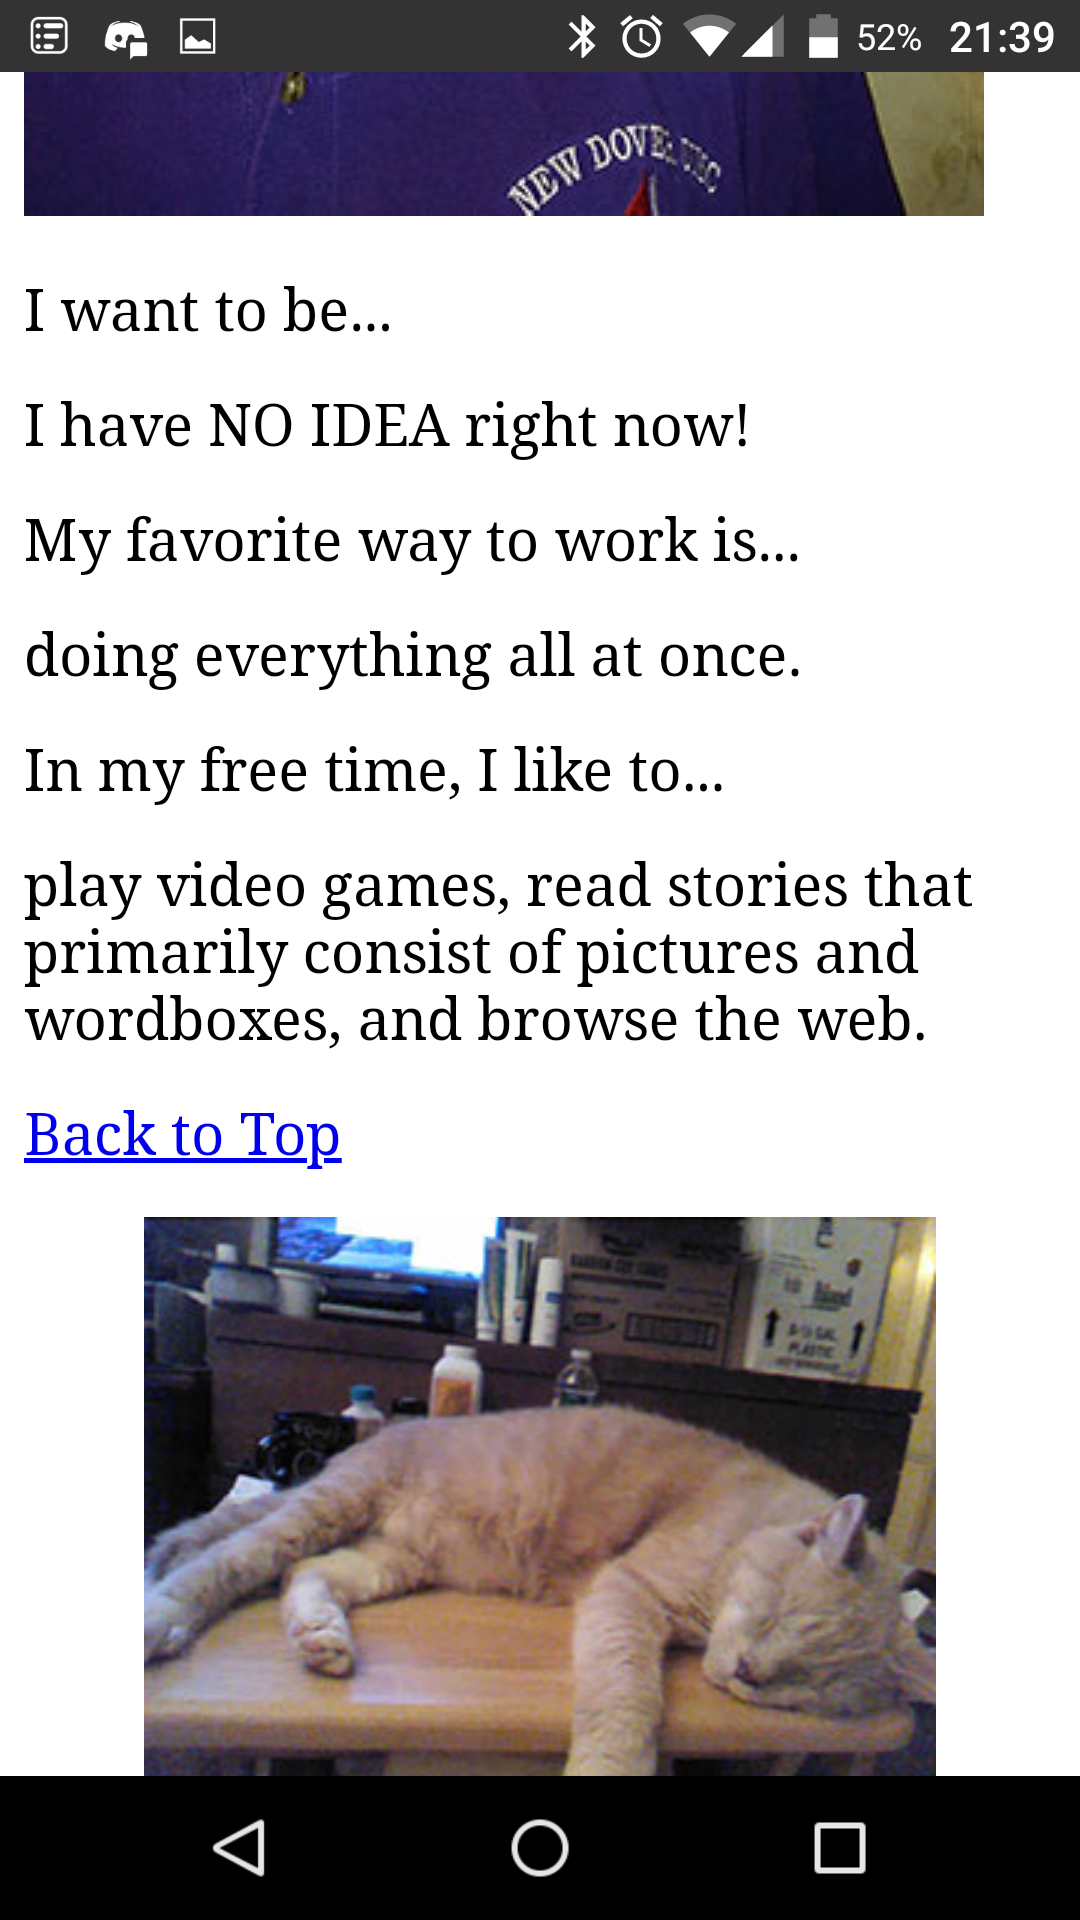 52% 21:39
NEW DOVER UMC
I want to be...
I have NO IDEA right now!
My favorite way to work is...
doing everything all at once.
In my free time, I like to...
play video games, read stories that
primarily consist of pictures and
wordboxes, and browse the web.
Back to Top
PLASTIC